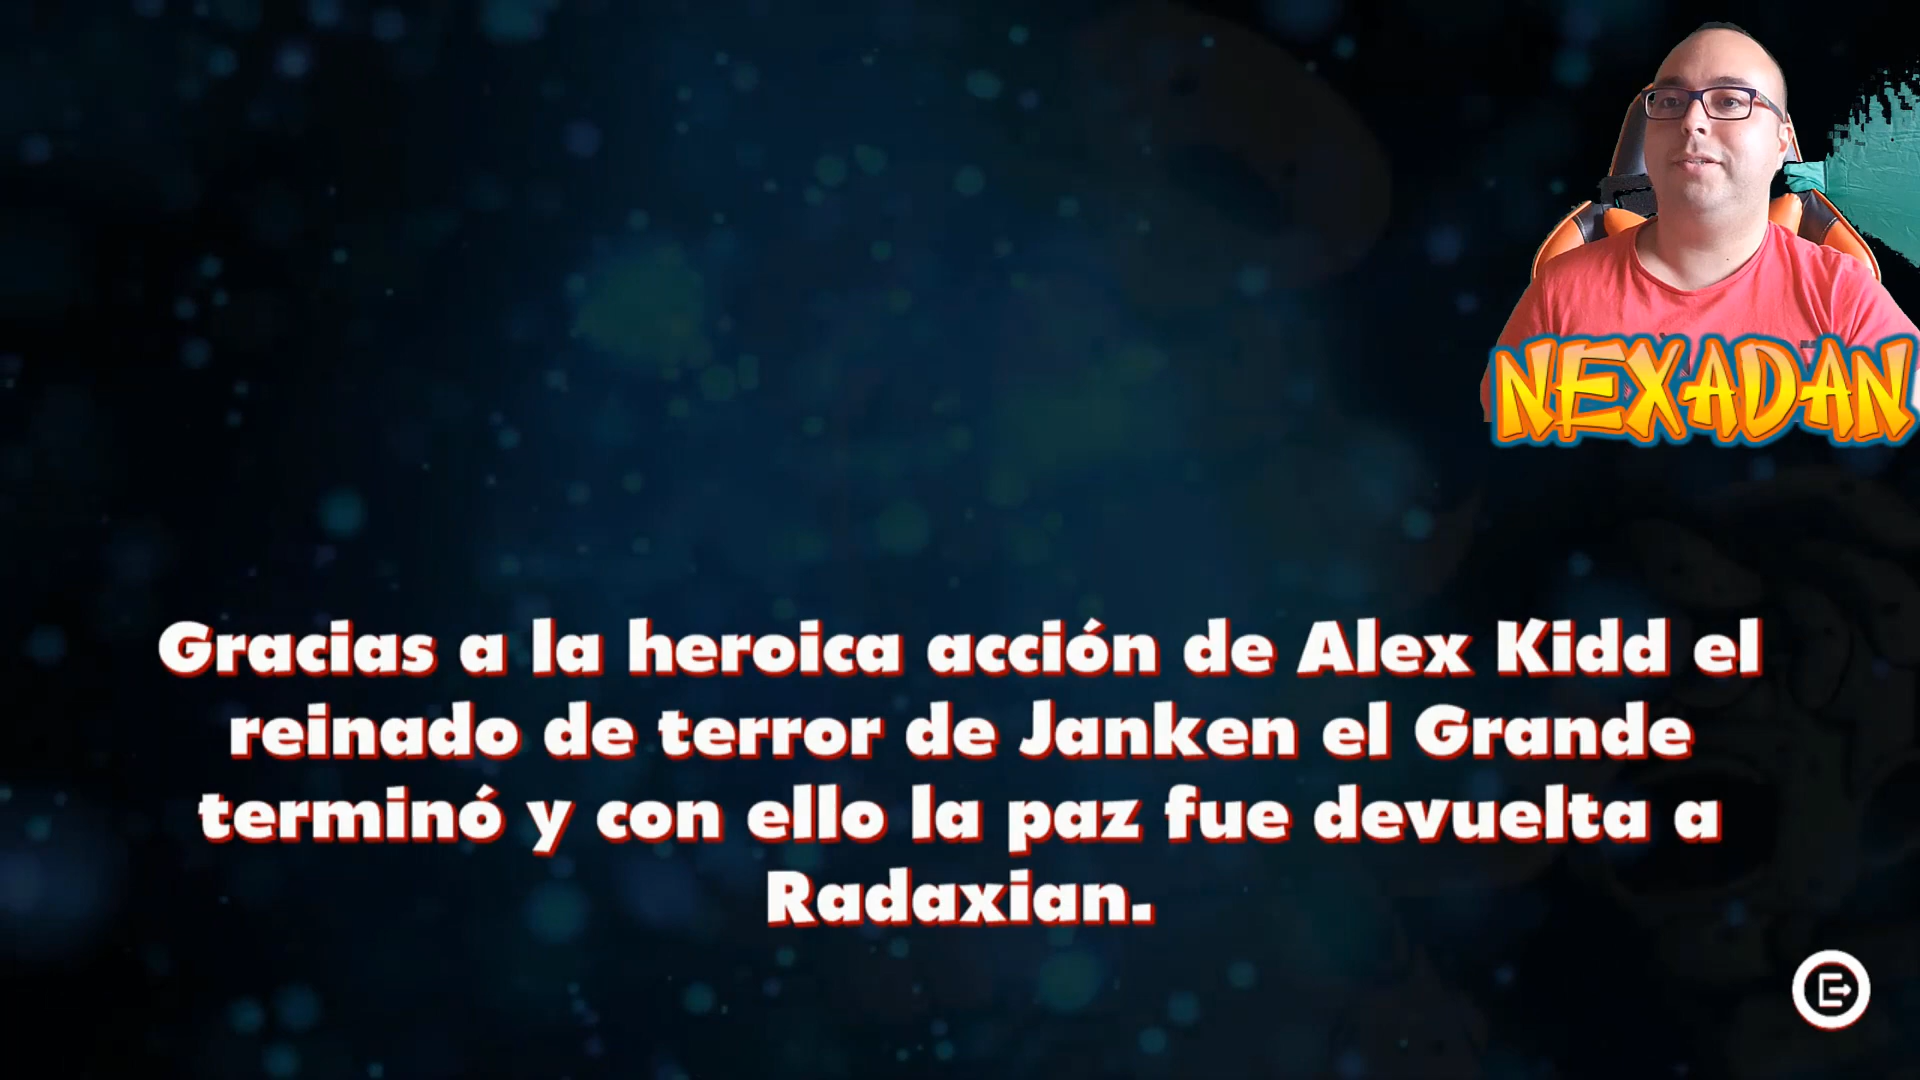 NEXADAN
Gracias a la heroica acción de Alex Kidd el
reinado de terror de Janken el Grande
terminó y con ello la paz fue devuelta a
Radaxian.